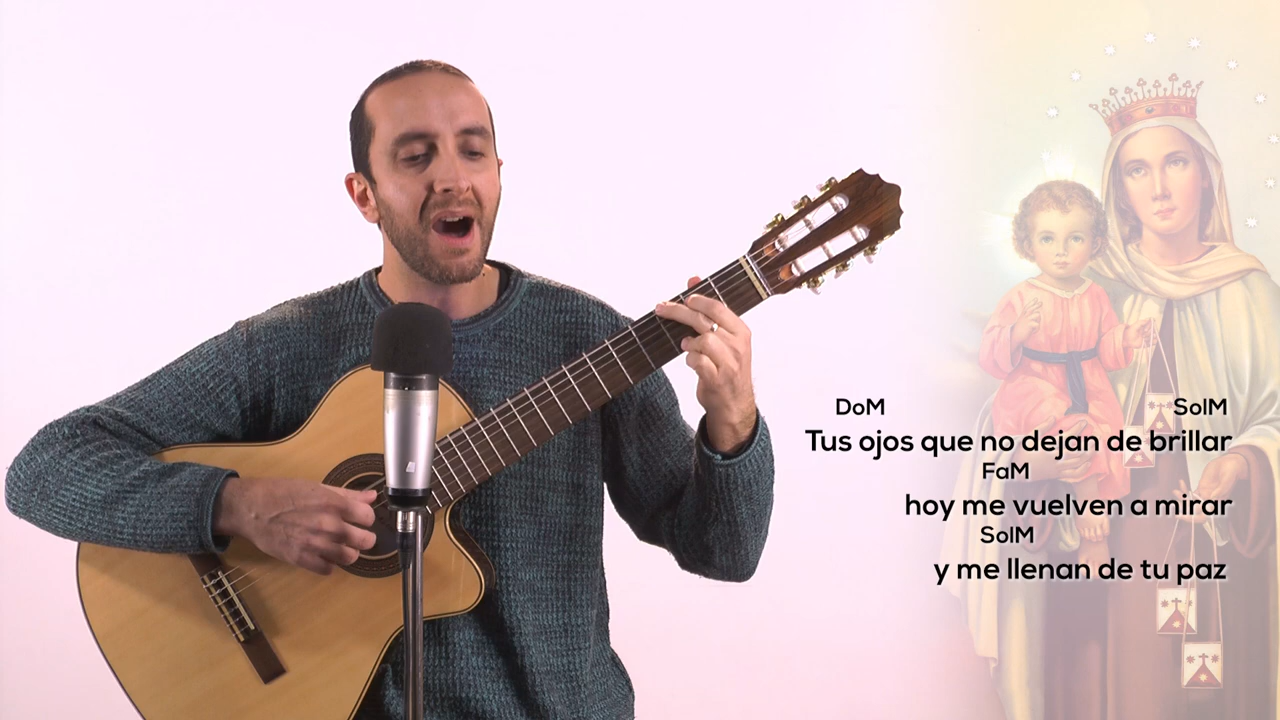 DoM SolM
Tus ojos que no dejan de brillar
FaM
hoy me vuelven a mirar
SolM
y me llenan de tu paz